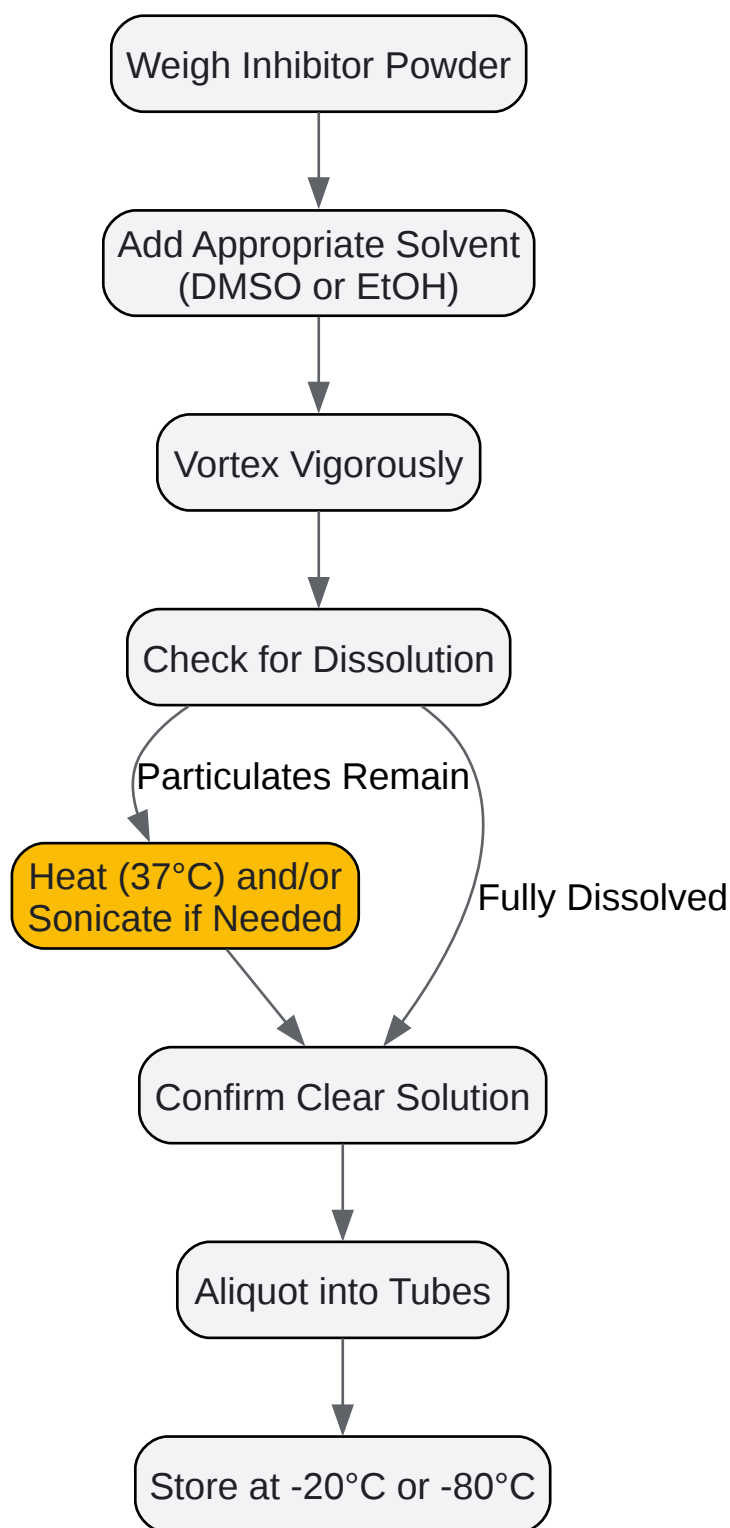 Weigh Inhibitor Powder
Add Appropriate Solvent
(DMSO or EtOH)
Vortex Vigorously
Check for Dissolution
Particulates Remain
Heat (37°C) and/or
Sonicate if Needed
Fully Dissolved
Confirm Clear Solution
Aliquot into Tubes
Store at -20°C or -80°C